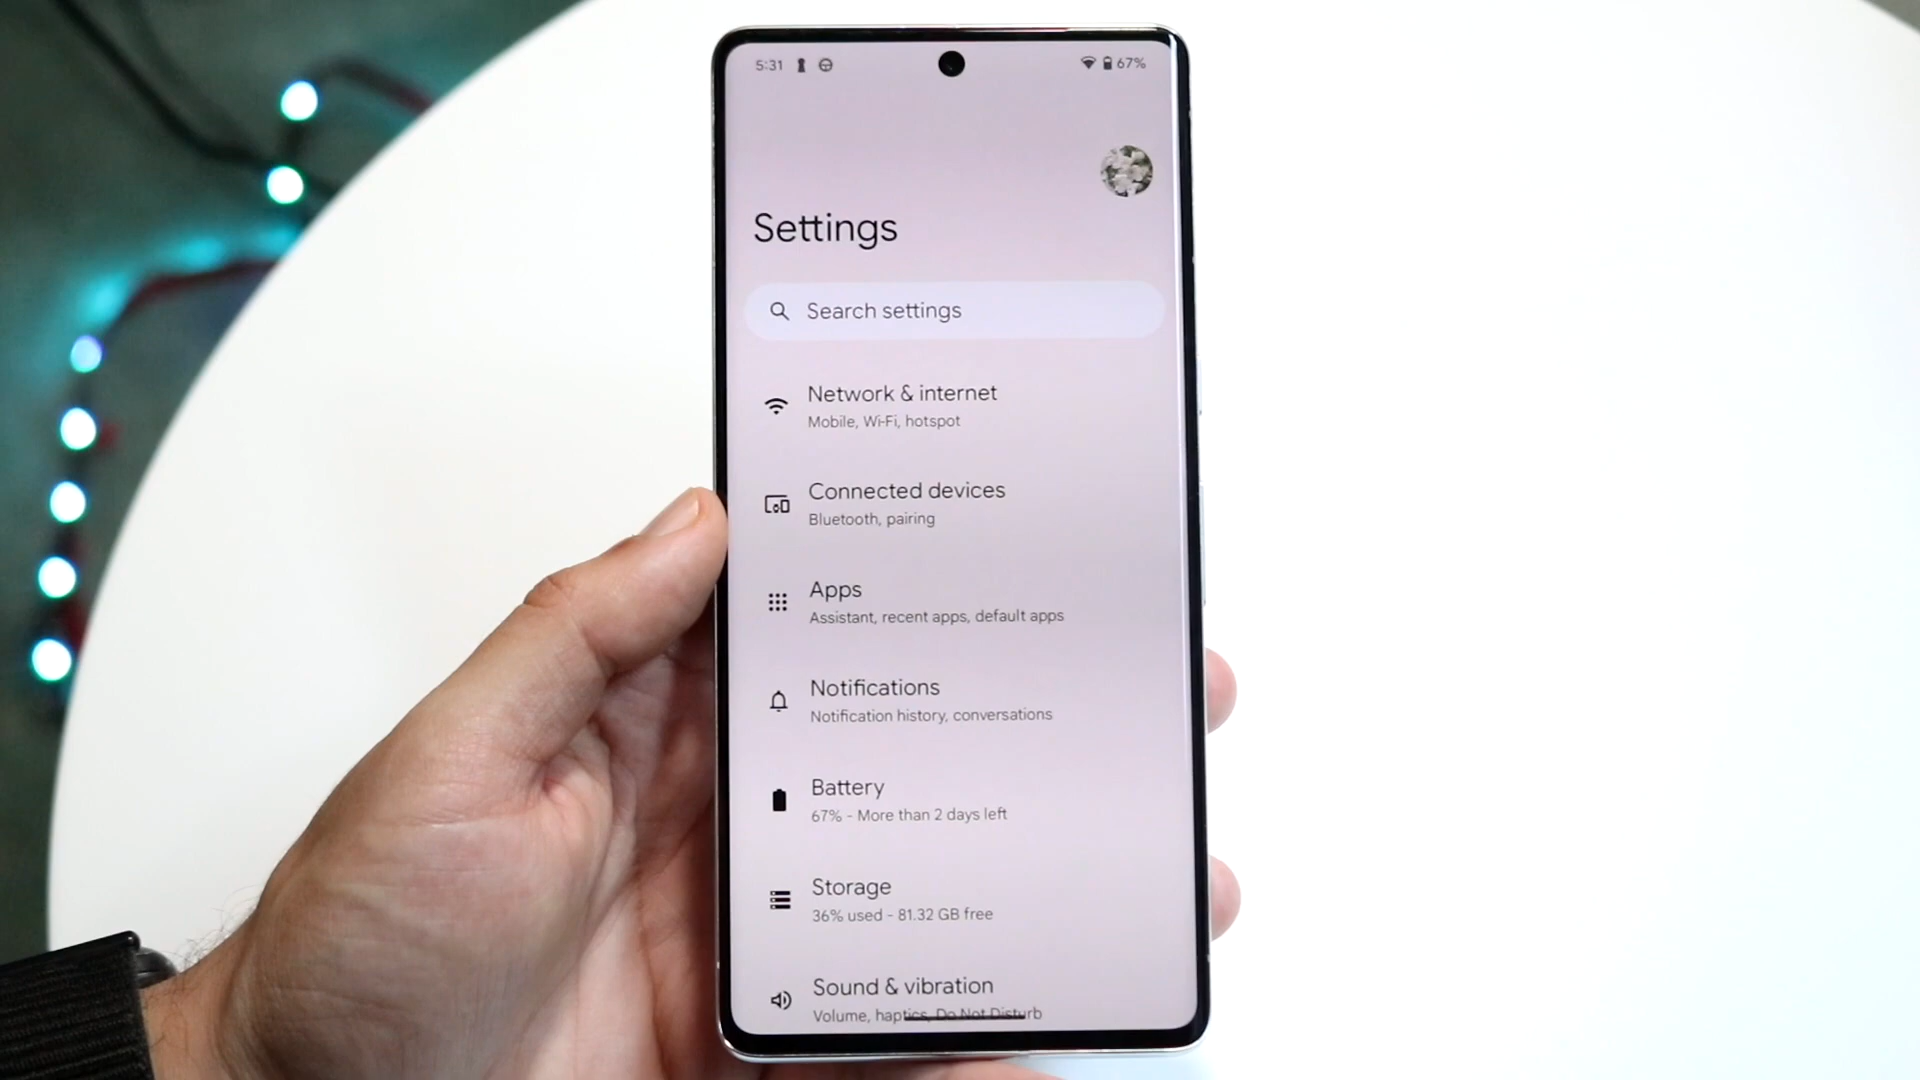 5:31
67%
Settings
Search settings
Network & internet
Mobile, Wi-Fi, hotspot
Connected devices
Bluetooth, pairing
Apps
Assistant, recent apps, default apps
Notifications
Notification history, conversations
Battery
67% - More than 2 days left
Storage
36% used - 81.32 GB free
Sound & vibration
Volume, haptics, Do Not Disturb